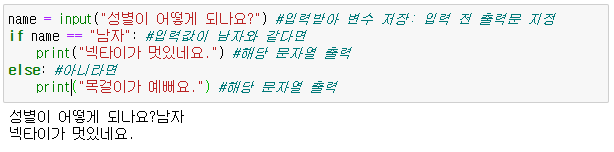 name = input("성별이 어떻게 되나요?") #입력받아 변수 저장: 입력 전 출력문 지정
if name == "남자": #입력값이 남자와 같다면
    print("넥타이가 멋있네요.") #해당 문자열 출력
else: #아니라면
    print("목걸이가 예뻐요.") #해당 문자열 출력
성별이 어떻게 되나요?남자
넥타이가 멋있네요.